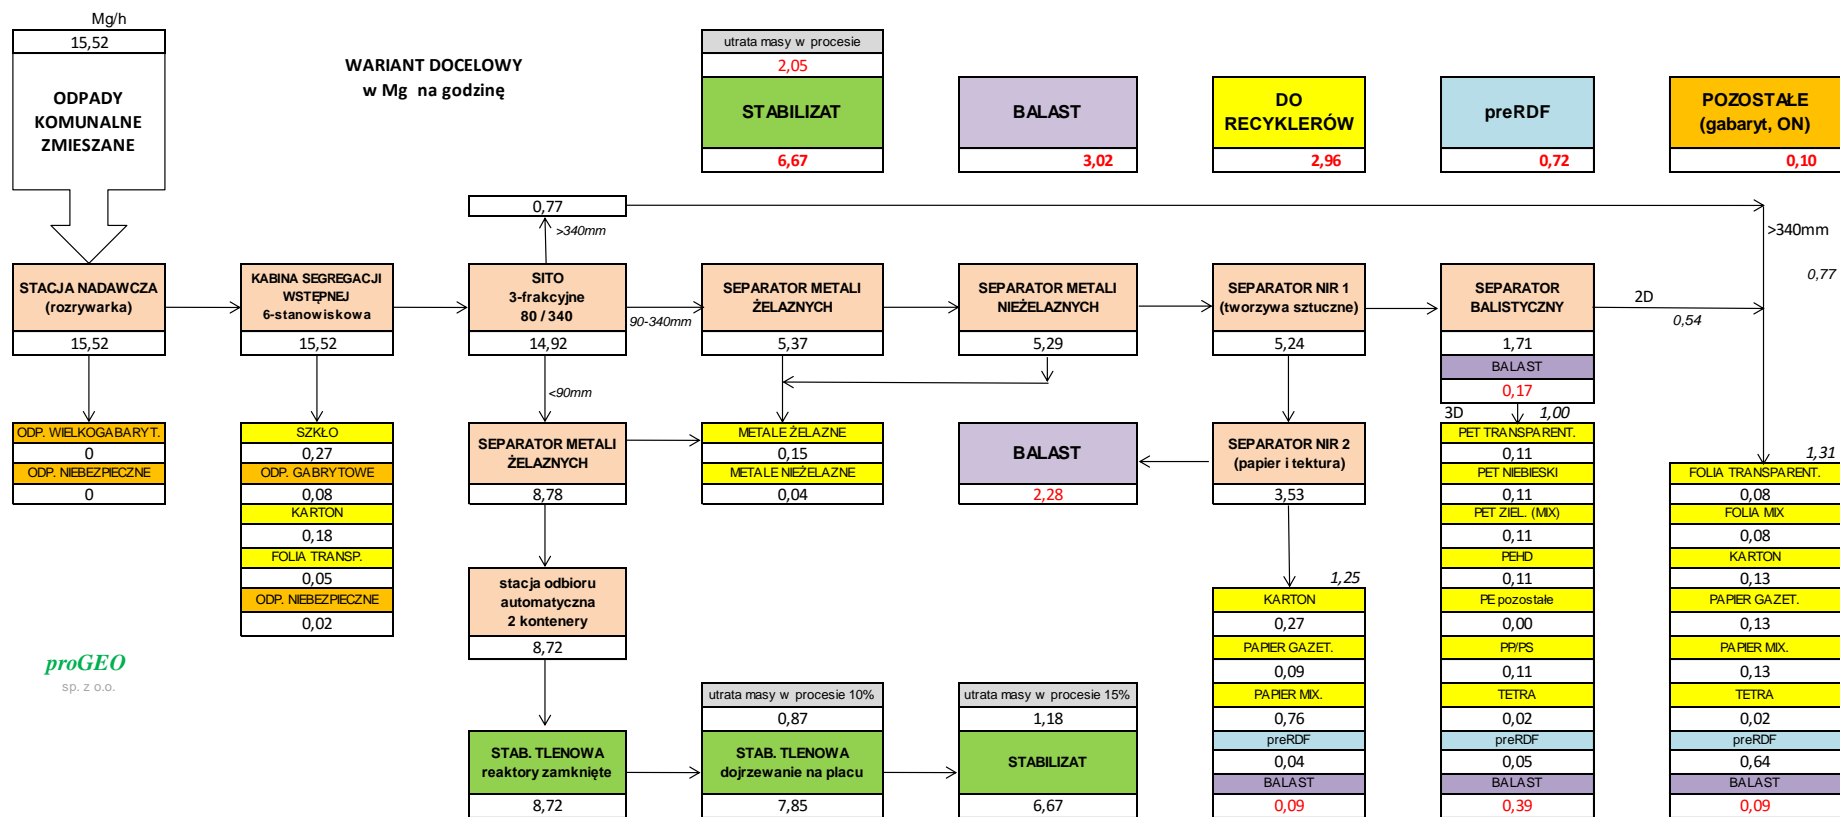 Mg/h
15,52
ODPADY
KOMUNALNE
ZMIESZANE
WARIANT DOCELOWY
w Mg na godzinę
utrata masy w procesie
2,05
STABILIZAT
6,67
BALAST
3,02
DO
RECYKLERÓW
2,96
preRDF
0,72
POZOSTAŁE
(gabaryt, ON)
0,10
0,77
>340mm
>340mm
0,77
STACJA NADAWCZA
(rozrywarka)
15,52
KABINA SEGREGACJI
WSTĘPNEJ
6-stanowiskowa
15,52
SITO
3-frakcyjne
80 / 340
14,92
90-340mm
SEPARATOR METALI
ŻELAZNYCH
5,37
SEPARATOR METALI
NIEŻELAZNYCH
5,29
SEPARATOR NIR 1
(tworzywa sztuczne)
5,24
SEPARATOR
BALISTYCZNY
1,71
BALAST
0,17
2D
0,54
<90mm
3D
1,00
1,31
ODP. WIELKOGABARYT.
0
ODP. NIEBEZPIECZNE
0
SZKŁO
0,27
ODP. GABRYTOWE
0,08
KARTON
0,18
FOLIA TRANSP.
0,05
ODP. NIEBEZPIECZNE
0,02
SEPARATOR METALI
ŻELAZNYCH
8,78
METALE ŻELAZNE
0,15
METALE NIEŻELAZNE
0,04
BALAST
2,28
SEPARATOR NIR 2
(papier i tektura)
3,53
stacja odbioru
automatyczna
2 kontenery
8,72
1,25
KARTON
0,27
PAPIER GAZET.
0,09
PAPIER MIX.
0,76
preRDF
0,04
BALAST
0,09
PET TRANSPARENT.
0,11
PET NIEBIESKI
0,11
PET ZIEL. (MIX)
0,11
PEHD
0,11
PE pozostałe
0,00
PP/PS
0,11
TETRA
0,02
preRDF
0,05
BALAST
0,39
FOLIA TRANSPARENT.
0,08
FOLIA MIX
0,08
KARTON
0,13
PAPIER GAZET.
0,13
PAPIER MIX.
0,13
TETRA
0,02
preRDF
0,64
BALAST
0,09
proGEO
sp. z o.o.
STAB. TLENOWA
reaktory zamknięte
8,72
utrata masy w procesie 10%
0,87
STAB. TLENOWA
dojrzewanie na placu
7,85
utrata masy w procesie 15%
1,18
STABILIZAT
6,67